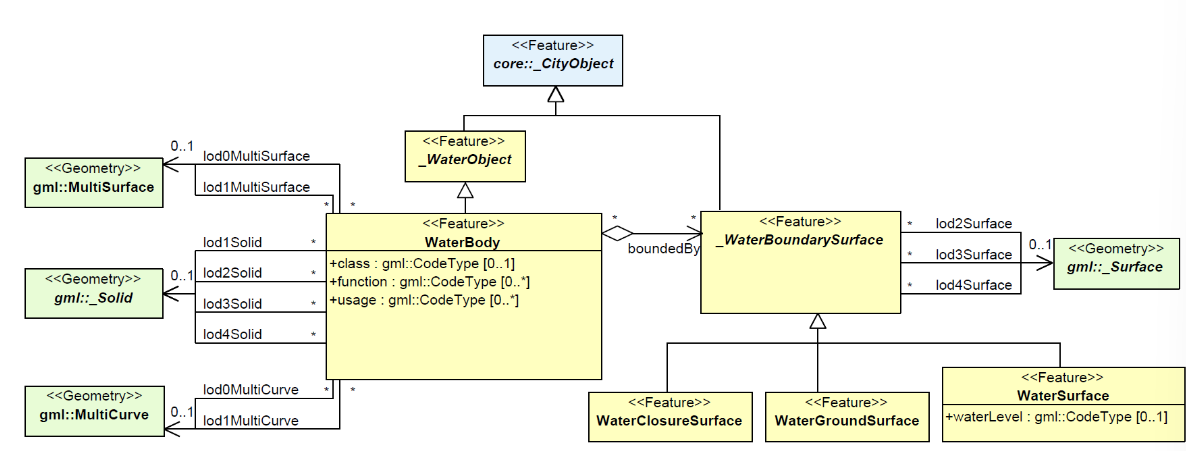 <<Feature>>
core::_CityObject
<<Feature>>
_WaterObject
<<Geometry>>
gml::MultiSurface
0..1
lod0MultiSurface
lod1MultiSurface
*
*
<<Feature>>
WaterBody
+class : gml::CodeType [0..1]
+function : gml::CodeType [0..*]
+usage : gml::CodeType [0..*]
lod1Solid
*
lod2Solid
*
lod3Solid
*
lod4Solid
*
0..1
<<Geometry>>
gml::_Solid
*
*
lod0MultiCurve
lod1MultiCurve
0..1
<<Geometry>>
gml::MultiCurve
*
*
boundedBy
<<Feature>>
_WaterBoundarySurface
*
lod2Surface
*
lod3Surface
*
lod4Surface
0..1
<<Geometry>>
gml::_Surface
<<Feature>>
WaterClosureSurface
<<Feature>>
WaterGroundSurface
<<Feature>>
WaterSurface
+waterLevel : gml::CodeType [0..1]